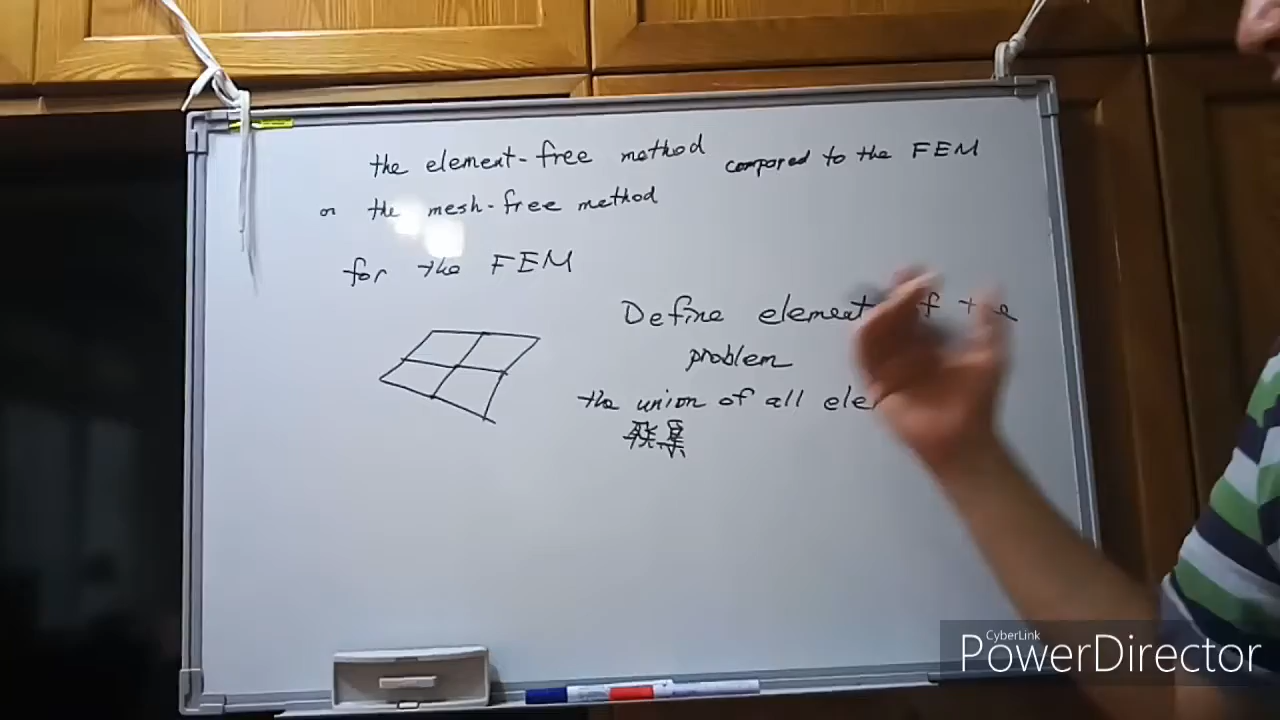 the element-free method compared to the FEM
or the mesh-free method
for the FEM
Define element of the
problem
the union of all ele
CyberLink
PowerDirector